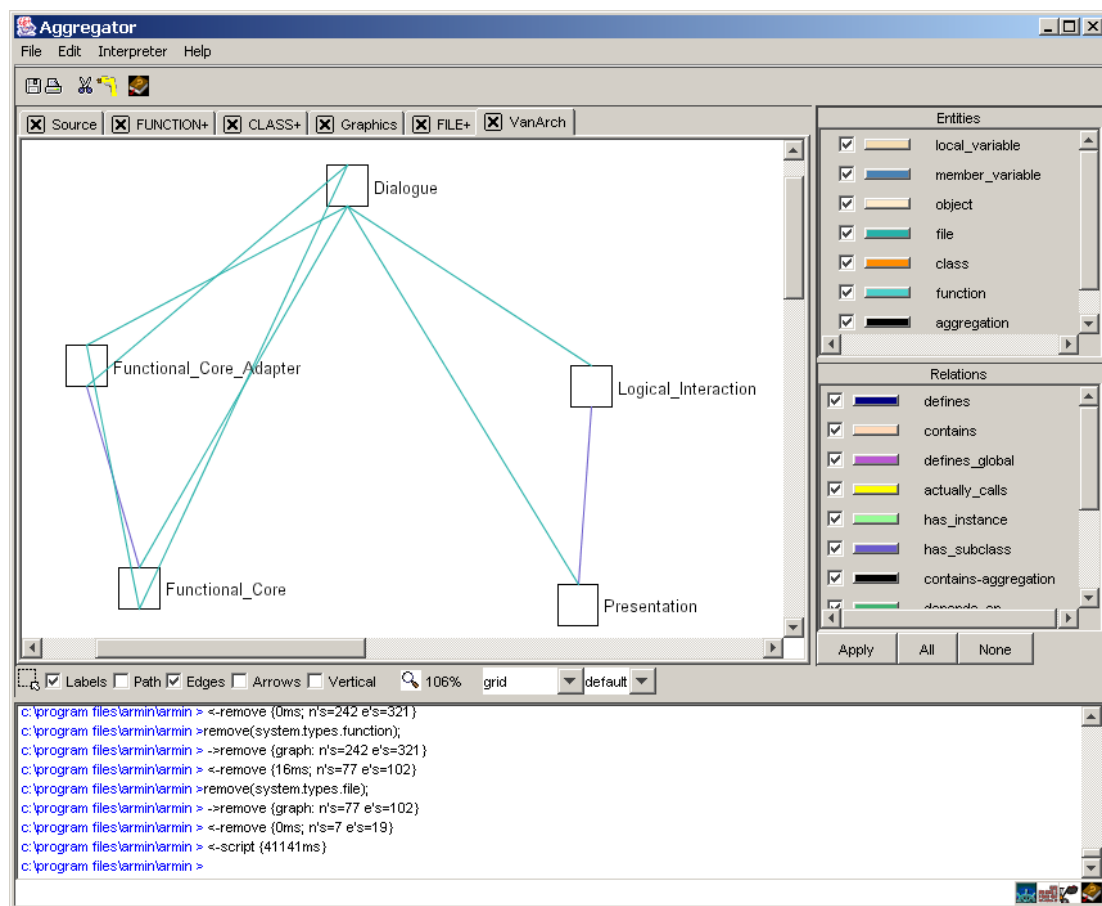 Aggregator
File Edit Interpreter Help
Source FUNCTION+ CLASS+ Graphics FILE+ VanArch
Dialogue
Functional_Core_Adapter
Logical_Interaction
Functional_Core
Presentation
Entities
local_variable
member_variable
object
file
class
function
aggregation
Relations
defines
contains
defines_global
actually_calls
has_instance
has_subclass
contains-aggregation
depends_on
Apply All None
Labels Path Edges Arrows Vertical 106% grid default
c:\program files\armin\armin > <-remove {0ms; n's=242 e's=321}
c:\program files\armin\armin >remove(system.types.function);
c:\program files\armin\armin > ->remove {graph: n's=242 e's=321}
c:\program files\armin\armin > <-remove {16ms; n's=77 e's=102}
c:\program files\armin\armin >remove(system.types.file);
c:\program files\armin\armin > ->remove {graph: n's=77 e's=102}
c:\program files\armin\armin > <-remove {0ms; n's=7 e's=19}
c:\program files\armin\armin > <-script {41141ms}
c:\program files\armin\armin >